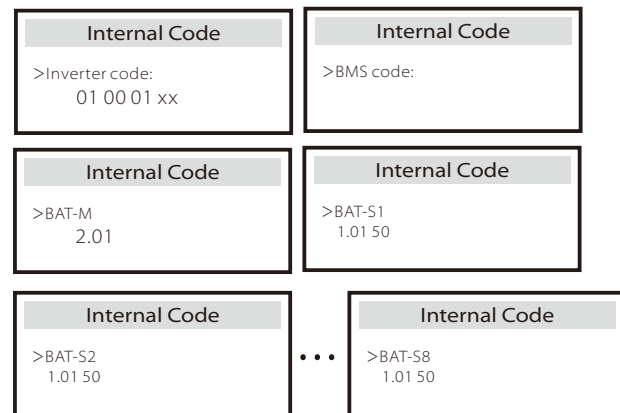 Internal Code
>Inverter code:
01 00 01 xx
Internal Code
>BMS code:
Internal Code
>BAT-M
2.01
Internal Code
>BAT-S1
1.01 50
Internal Code
>BAT-S2
1.01 50
...
Internal Code
>BAT-S8
1.01 50